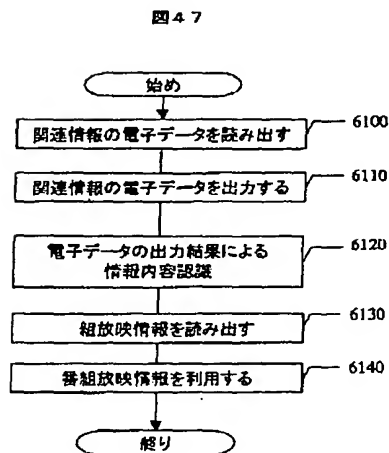 図47
始め
関連情報の電子データを読み出す
6100
関連情報の電子データを出力する
6110
電子データの出力結果による
情報内容認識
6120
組放映情報を読み出す
6130
番組放映情報を利用する
6140
終り